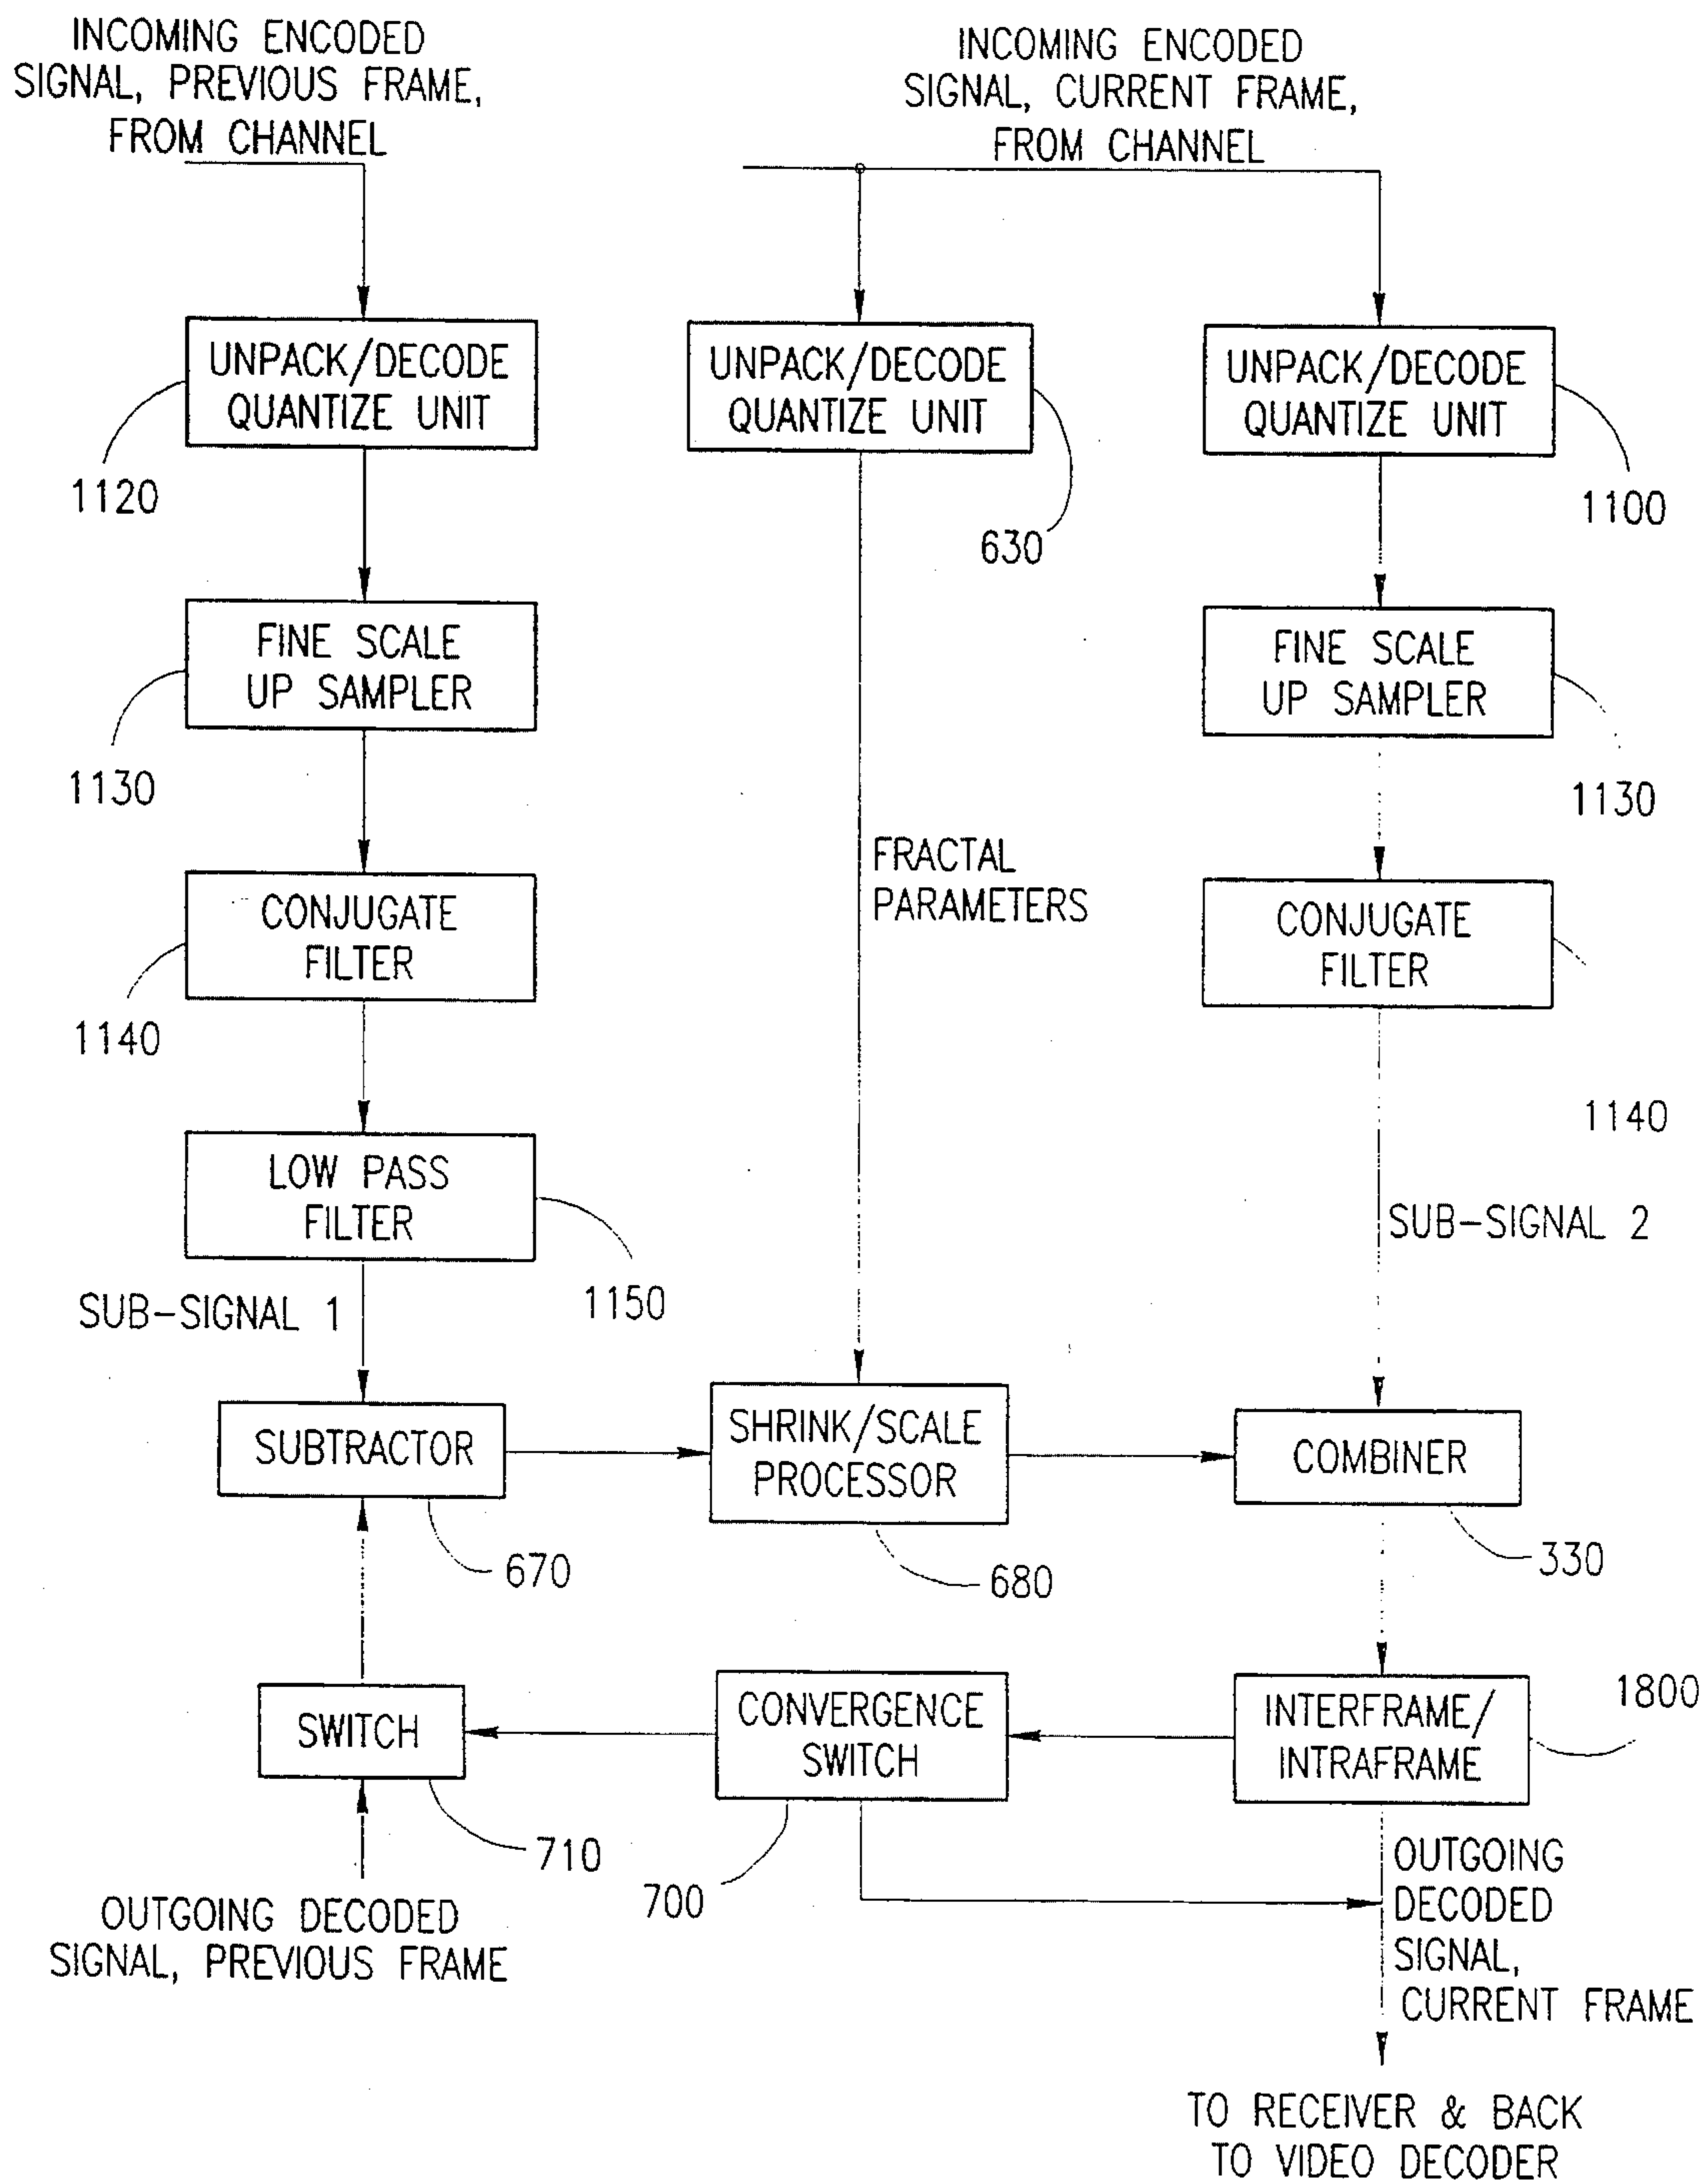 INCOMING ENCODED
SIGNAL, PREVIOUS FRAME,
FROM CHANNEL
INCOMING ENCODED
SIGNAL, CURRENT FRAME,
FROM CHANNEL
UNPACK/DECODE
QUANTIZE UNIT
1120
UNPACK/DECODE
QUANTIZE UNIT
630
UNPACK/DECODE
QUANTIZE UNIT
1100
FINE SCALE
UP SAMPLER
1130
FINE SCALE
UP SAMPLER
1130
CONJUGATE
FILTER
1140
FRACTAL
PARAMETERS
CONJUGATE
FILTER
1140
LOW PASS
FILTER
1150
SUB-SIGNAL 1
SUB-SIGNAL 2
SUBTRACTOR
670
SHRINK/SCALE
PROCESSOR
680
COMBINER
330
SWITCH
710
CONVERGENCE
SWITCH
700
INTERFRAME/
INTRAFRAME
1800
OUTGOING DECODED
SIGNAL, PREVIOUS FRAME
OUTGOING
DECODED
SIGNAL,
CURRENT FRAME
TO RECEIVER & BACK
TO VIDEO DECODER